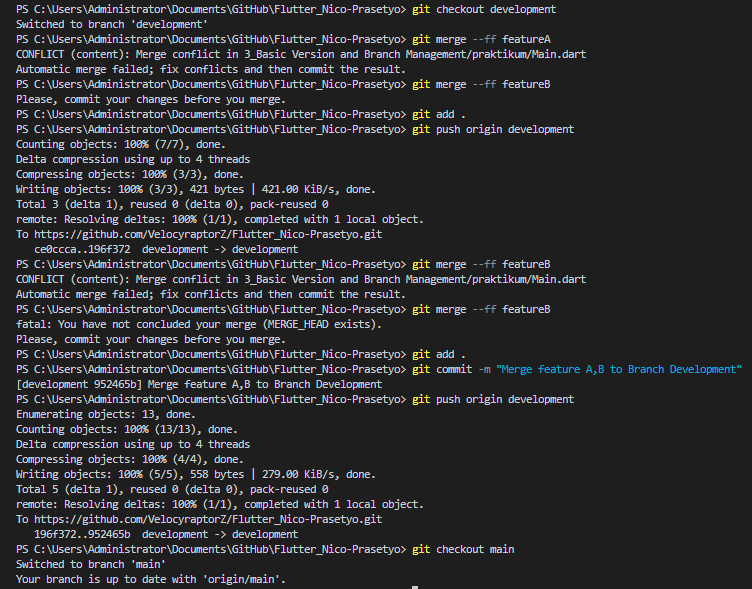 PS C:\Users\Administrator\Documents\GitHub\Flutter_Nico-Prasetyo> git checkout development
Switched to branch 'development'
PS C:\Users\Administrator\Documents\GitHub\Flutter_Nico-Prasetyo> git merge --ff featureA
CONFLICT (content): Merge conflict in 3_Basic Version and Branch Management/praktikum/Main.dart
Automatic merge failed; fix conflicts and then commit the result.
PS C:\Users\Administrator\Documents\GitHub\Flutter_Nico-Prasetyo> git merge --ff featureB
Please, commit your changes before you merge.
PS C:\Users\Administrator\Documents\GitHub\Flutter_Nico-Prasetyo> git add .
PS C:\Users\Administrator\Documents\GitHub\Flutter_Nico-Prasetyo> git push origin development
Counting objects: 100% (7/7), done.
Delta compression using up to 4 threads
Compressing objects: 100% (3/3), done.
Writing objects: 100% (3/3), 421 bytes | 421.00 KiB/s, done.
Total 3 (delta 1), reused 0 (delta 0), pack-reused 0
remote: Resolving deltas: 100% (1/1), completed with 1 local object.
To https://github.com/VelocyraptorZ/Flutter_Nico-Prasetyo.git
   ce0ccca..196f372  development -> development
PS C:\Users\Administrator\Documents\GitHub\Flutter_Nico-Prasetyo> git merge --ff featureB
CONFLICT (content): Merge conflict in 3_Basic Version and Branch Management/praktikum/Main.dart
Automatic merge failed; fix conflicts and then commit the result.
PS C:\Users\Administrator\Documents\GitHub\Flutter_Nico-Prasetyo> git merge --ff featureB
fatal: You have not concluded your merge (MERGE_HEAD exists).
Please, commit your changes before you merge.
PS C:\Users\Administrator\Documents\GitHub\Flutter_Nico-Prasetyo> git add .
PS C:\Users\Administrator\Documents\GitHub\Flutter_Nico-Prasetyo> git commit -m "Merge feature A,B to Branch Development"
[development 952465b] Merge feature A,B to Branch Development
PS C:\Users\Administrator\Documents\GitHub\Flutter_Nico-Prasetyo> git push origin development
Enumerating objects: 13, done.
Counting objects: 100% (13/13), done.
Delta compression using up to 4 threads
Compressing objects: 100% (4/4), done.
Writing objects: 100% (5/5), 558 bytes | 279.00 KiB/s, done.
Total 5 (delta 1), reused 0 (delta 0), pack-reused 0
remote: Resolving deltas: 100% (1/1), completed with 1 local object.
To https://github.com/VelocyraptorZ/Flutter_Nico-Prasetyo.git
   196f372..952465b  development -> development
PS C:\Users\Administrator\Documents\GitHub\Flutter_Nico-Prasetyo> git checkout main
Switched to branch 'main'
Your branch is up to date with 'origin/main'.